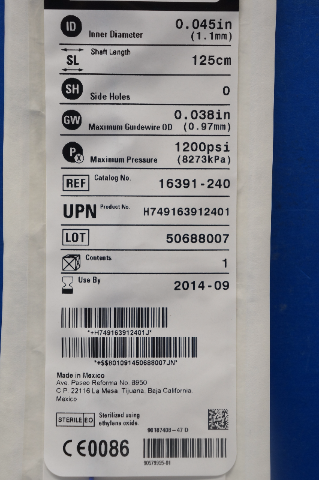 ID Inner Diameter 0.045in
(1.1mm)
SL Shaft Length 125cm
SH Side Holes 0
GW Maximum Guidewire OD 0.038in
(0.97mm)
Px Maximum Pressure 1200psi
(8273kPa)
REF Catalog No. 16391-240
UPN Product No. H749163912401
LOT 50688007
Contents 1
Use By 2014-09
*+H749163912401J*
*+$$801091450688007JN*
Made in Mexico
Ave. Paseo Reforma No. 8950
C.P. 22116 La Mesa, Tijuana, Baja California.
Mexico
STERILE EO Sterilized using
ethylene oxide.
CE0086